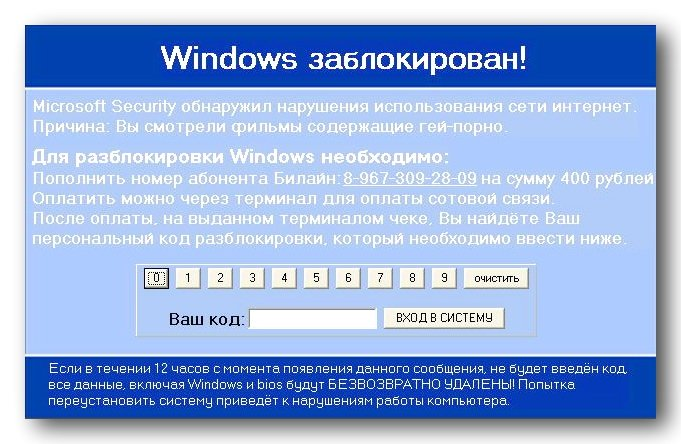 Windows заблокирован!
Microsoft Security обнаружил нарушения использования сети интернет.
Причина: Вы смотрели фильмы содержащие гей-порно.
Для разблокировки Windows необходимо:
Пополнить номер абонента Билайн:8-967-309-28-09 на сумму 400 рублей
Оплатить можно через терминал для оплаты сотовой связи.
После оплаты, на выданном терминалом чеке, Вы найдёте Ваш
персональный код разблокировки, который необходимо ввести ниже.
0 1 2 3 4 5 6 7 8 9 очистить
Ваш код: ВХОД В СИСТЕМУ
Если в течении 12 часов с момента появления данного сообщения, не будет введён код,
все данные, включая Windows и bios будут БЕЗВОЗВРАТНО УДАЛЕНЫ! Попытка
переустановить систему приведёт к нарушениям работы компьютера.